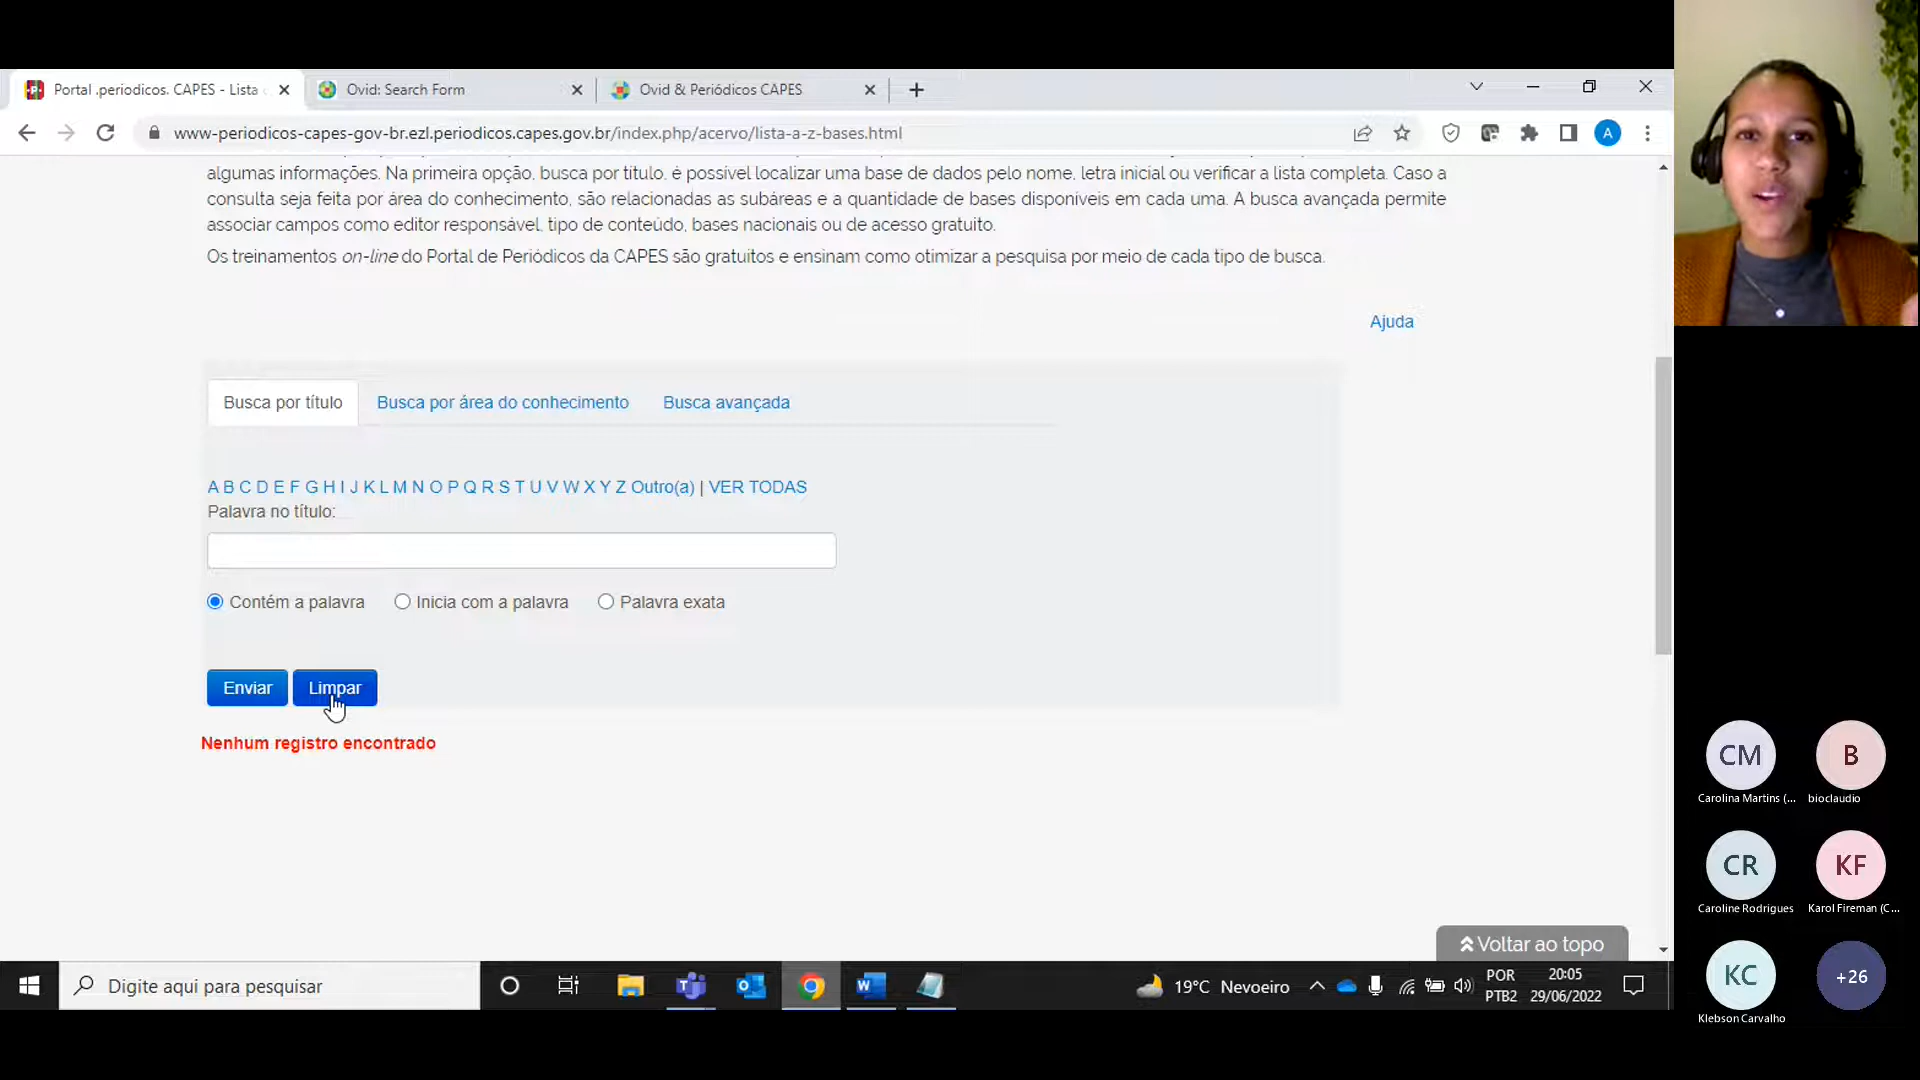 Portal .periodicos. CAPES - Lista
Ovid: Search Form
Ovid & Periódicos CAPES
www-periodicos-capes-gov-br.ezl.periodicos.capes.gov.br/index.php/acervo/lista-a-z-bases.html
A
algumas informações. Na primeira opção, busca por título, é possível localizar uma base de dados pelo nome, letra inicial ou verificar a lista completa. Caso a
consulta seja feita por área do conhecimento, são relacionadas as subáreas e a quantidade de bases disponíveis em cada uma. A busca avançada permite
associar campos como editor responsável, tipo de conteúdo, bases nacionais ou de acesso gratuito.
Os treinamentos on-line do Portal de Periódicos da CAPES são gratuitos e ensinam como otimizar a pesquisa por meio de cada tipo de busca.
Ajuda
Busca por título
Busca por área do conhecimento
Busca avançada
A B C D E F G H I J K L M N O P Q R S T U V W X Y Z Outro(a) | VER TODAS
Palavra no título:
Contém a palavra
Inicia com a palavra
Palavra exata
Enviar
Limpar
Nenhum registro encontrado
Voltar ao topo
Digite aqui para pesquisar
19°C Nevoeiro
POR
PTB2
20:05
29/06/2022
CM
Carolina Martins (...
B
bioclaudio
CR
Caroline Rodrigues
KF
Karol Fireman (C...
KC
Klebson Carvalho
+26